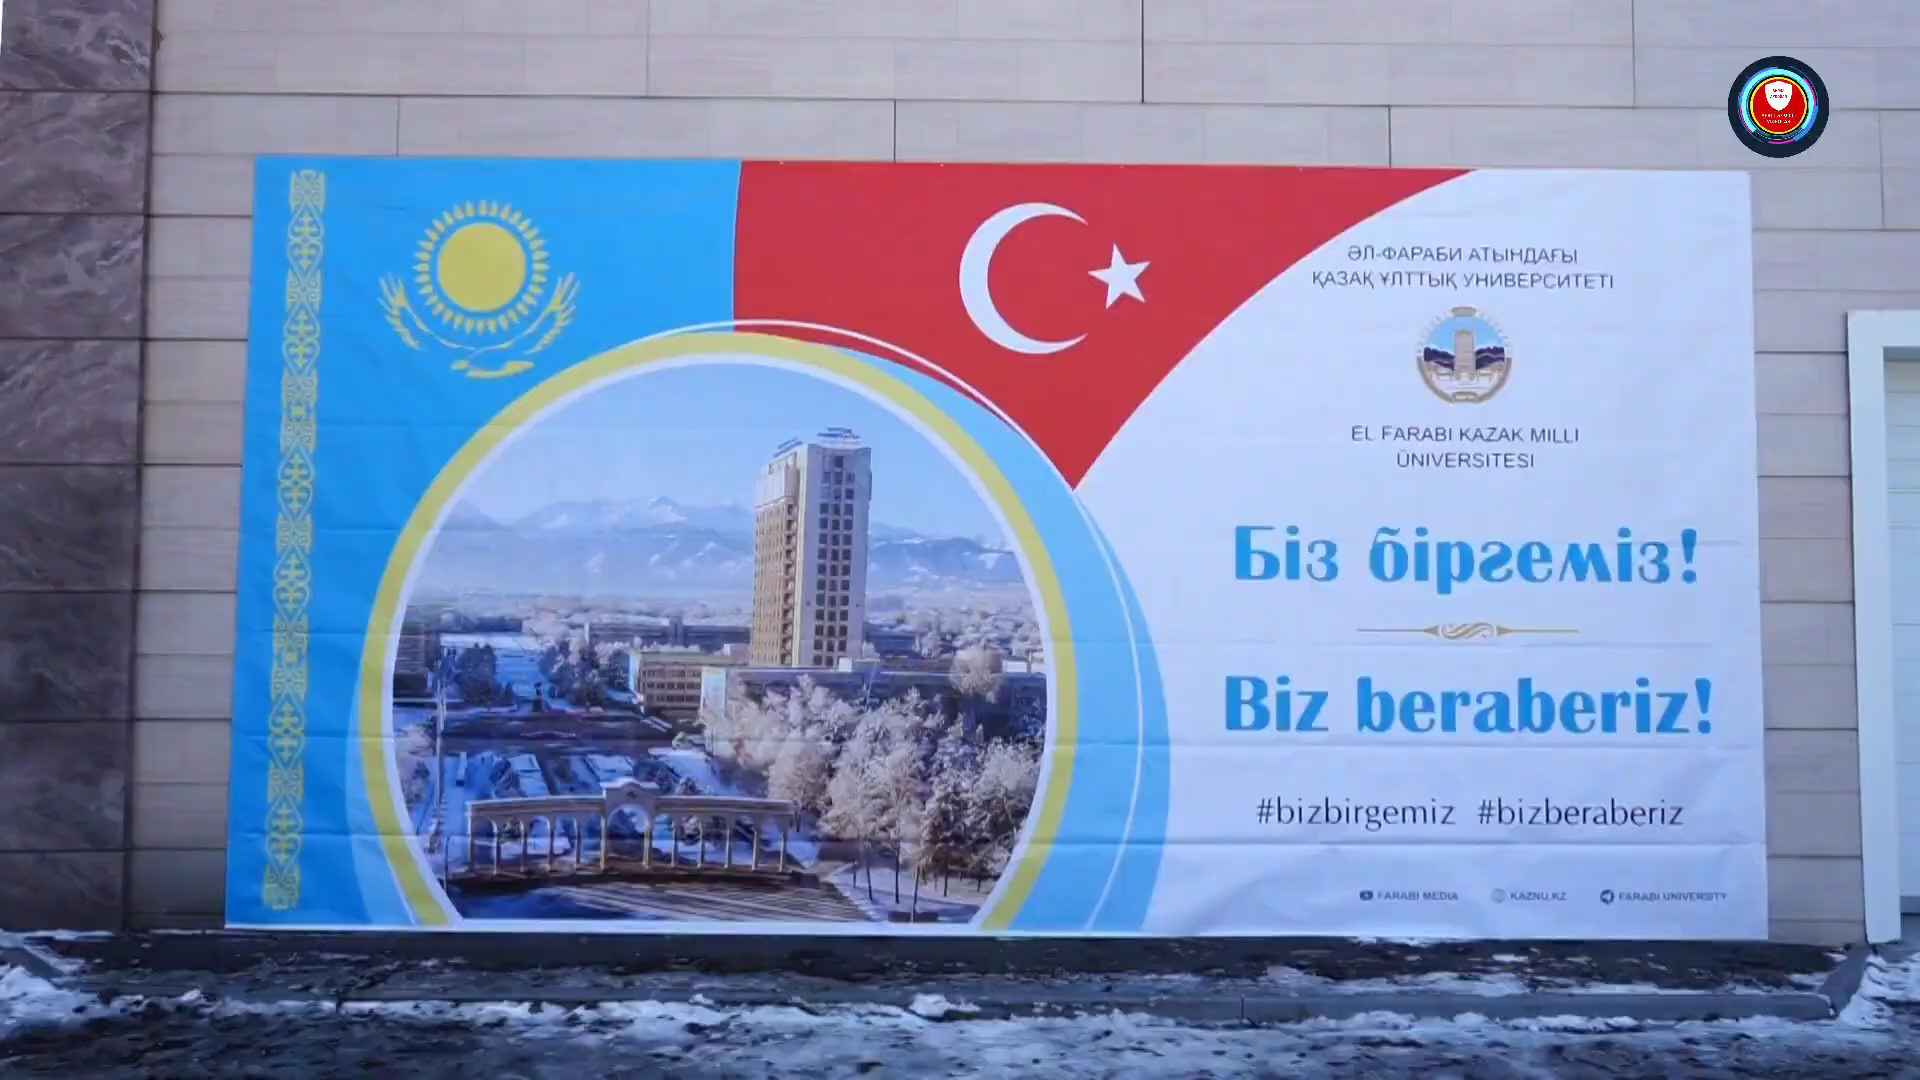 ӘЛ-ФАРАБИ АТЫНДАҒЫ
ҚАЗАҚ ҰЛТТЫҚ УНИВЕРСИТЕТІ
EL FARABI KAZAK MILLI
ÜNIVERSITESI
Біз біргеміз!
Biz beraberiz!
#bizbirgemiz #bizberaberiz
FARABI MEDIA KAZNU.KZ FARABI UNIVERSITY